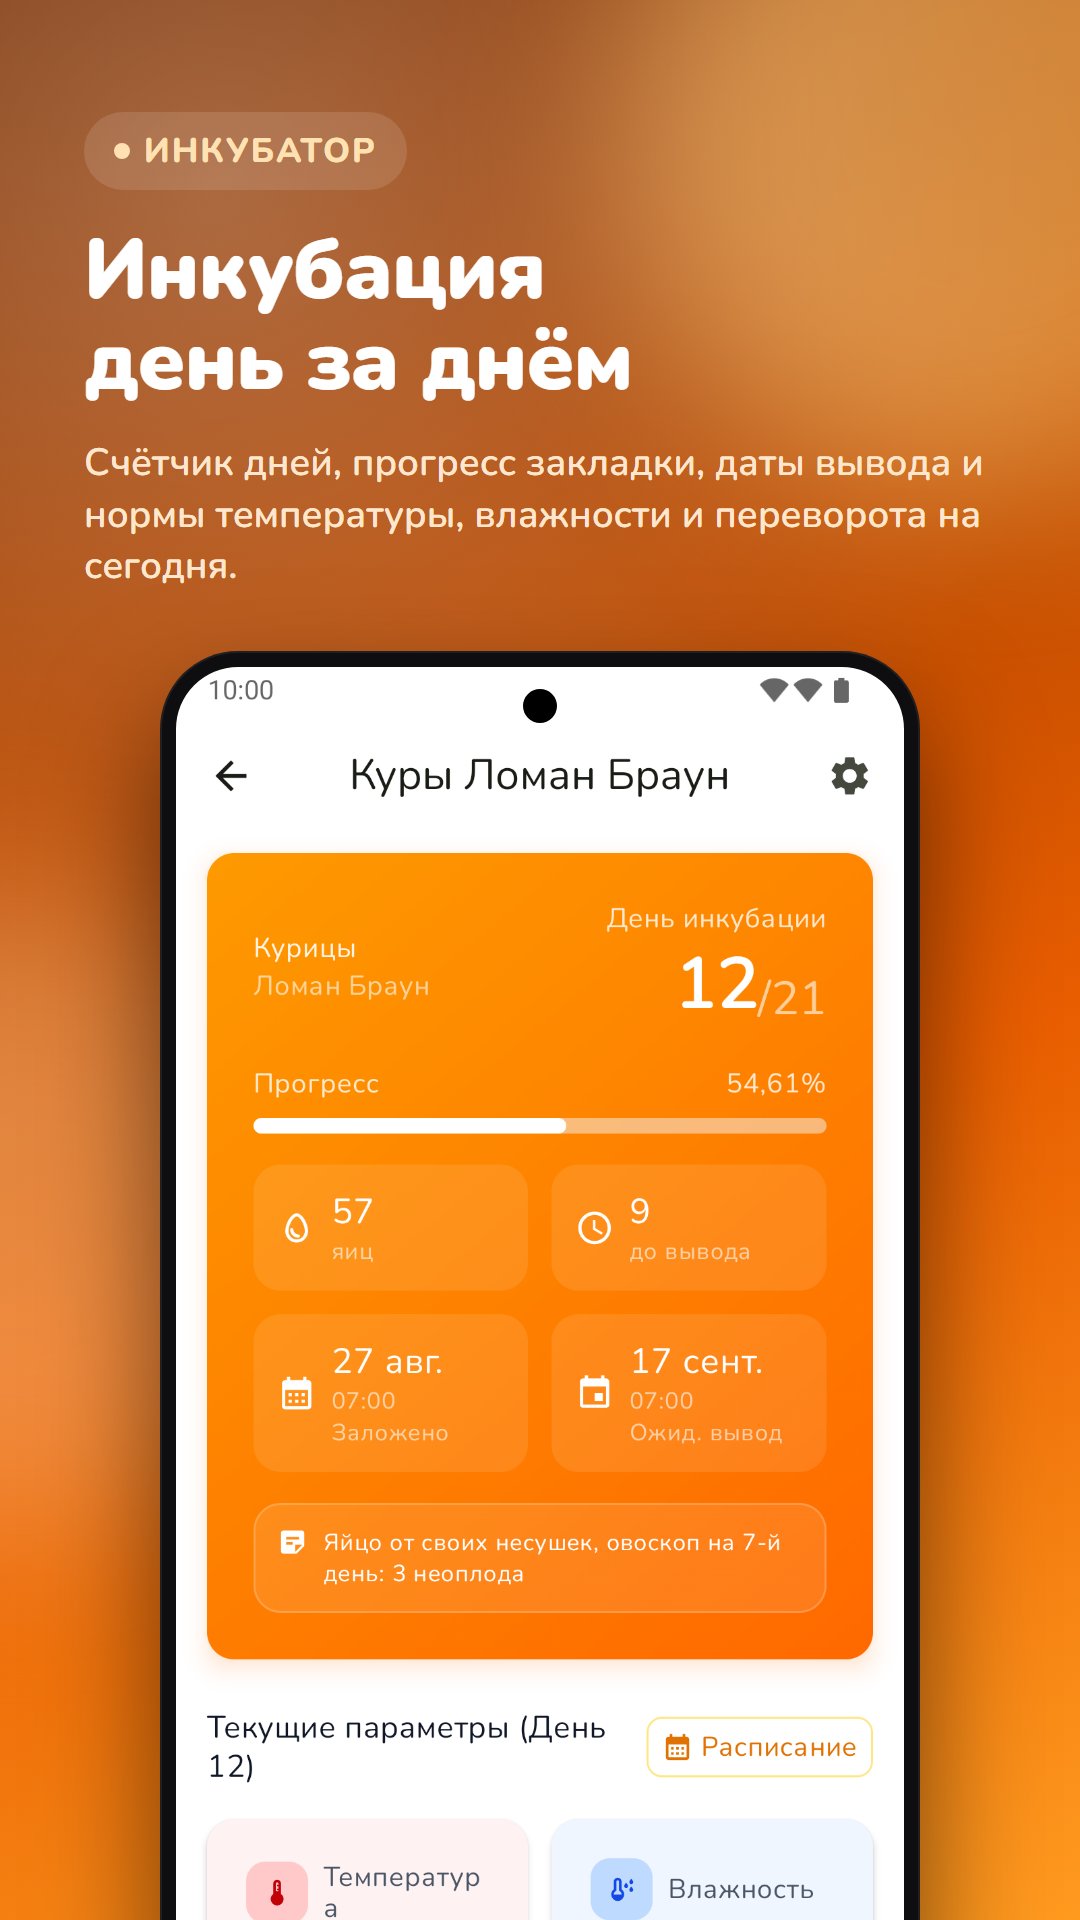 ИНКУБАТОР
Инкубация
день за днём
Счётчик дней, прогресс закладки, даты вывода и
нормы температуры, влажности и переворота на
сегодня.
10:00
Куры Ломан Браун
День инкубации
Курицы
Ломан Браун
12/21
Прогресс
54,61%
57
яиц
9
до вывода
27 авг.
07:00
Заложено
17 сент.
07:00
Ожид. вывод
Яйцо от своих несушек, овоскоп на 7-й
день: 3 неоплода
Текущие параметры (День
12)
Расписание
Температур
а
Влажность